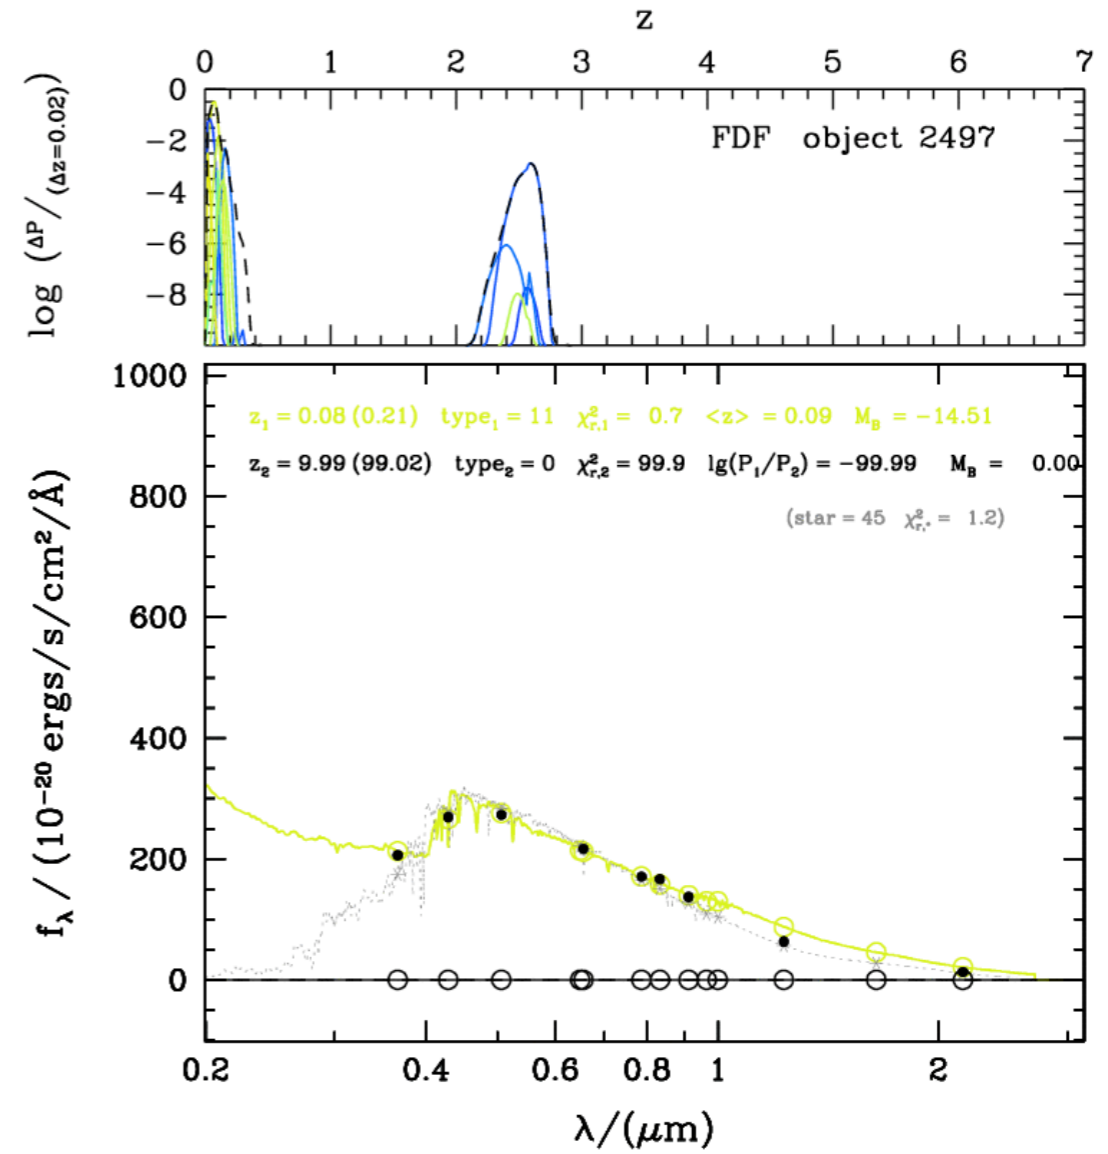 z
0 1 2 3 4 5 6 7
log (ΔP/(Δz=0.02))
0
−2
−4
−6
−8
FDF object 2497
fλ / (10⁻²⁰ ergs/s/cm²/Å)
1000
800
600
400
200
0
z₁ = 0.08 (0.21) type₁ = 11 χ²r,1 = 0.7 <z> = 0.09 M_B = −14.51
z₂ = 9.99 (99.02) type₂ = 0 χ²r,2 = 99.9 lg(P₁/P₂) = −99.99 M_B = 0.00
(star = 45 χ²r,* = 1.2)
0.2 0.4 0.6 0.8 1 2
λ/(μm)